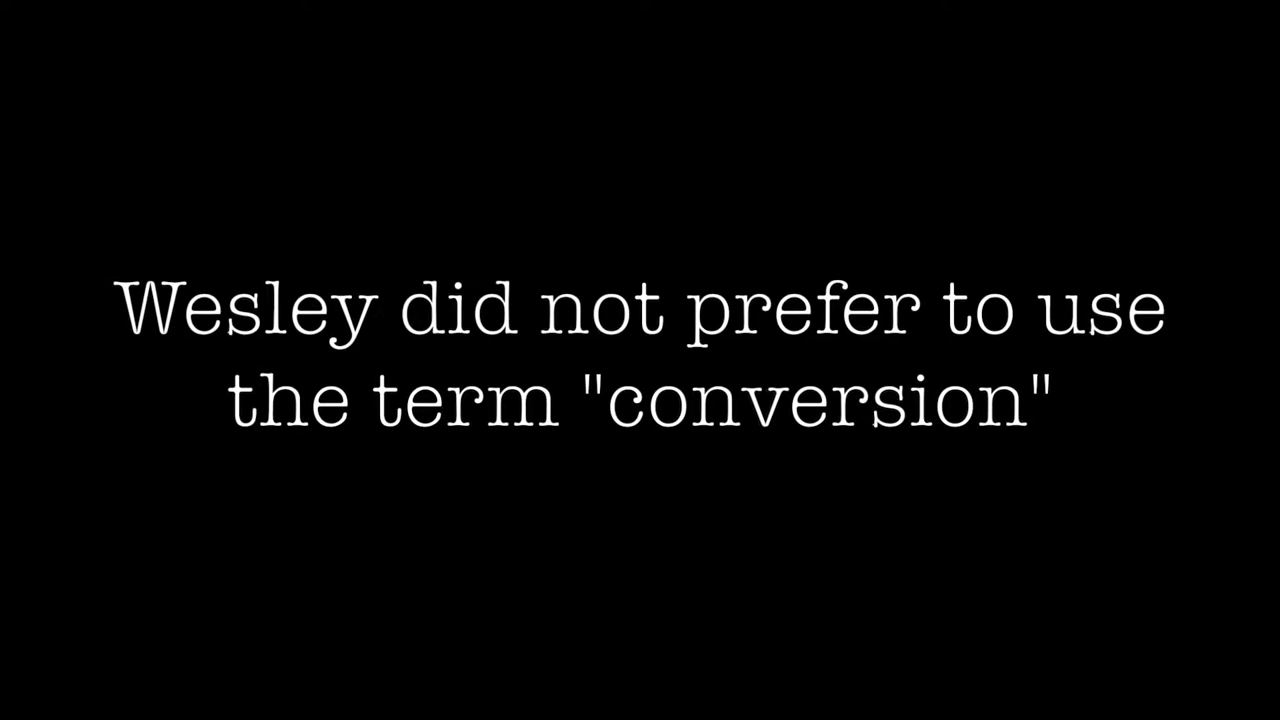 Wesley did not prefer to use
the term "conversion"